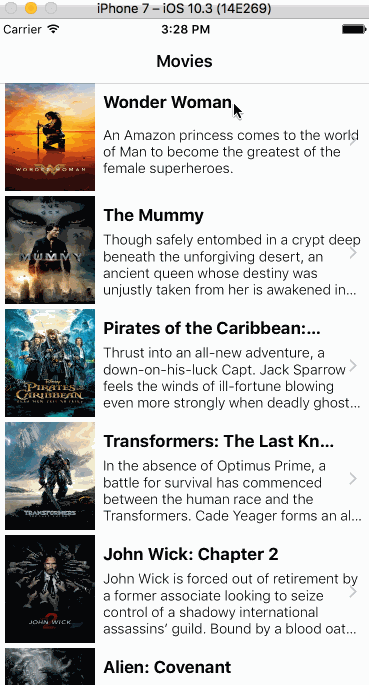 iPhone 7 – iOS 10.3 (14E269)
Carrier 3:28 PM
Movies
Wonder Woman
An Amazon princess comes to the world
of Man to become the greatest of the
female superheroes.
WONDER WOMAN
The Mummy
Though safely entombed in a crypt deep
beneath the unforgiving desert, an
ancient queen whose destiny was
unjustly taken from her is awakened in...
MUMMY
Pirates of the Caribbean:...
Thrust into an all-new adventure, a
down-on-his-luck Capt. Jack Sparrow
feels the winds of ill-fortune blowing
even more strongly when deadly ghost...
Disney
PIRATES
CARIBBEAN
Transformers: The Last Kn...
In the absence of Optimus Prime, a
battle for survival has commenced
between the human race and the
Transformers. Cade Yeager forms an al...
TRANSFORMERS
John Wick: Chapter 2
John Wick is forced out of retirement by
a former associate looking to seize
control of a shadowy international
assassins’ guild. Bound by a blood oat...
JOHN WICK
2
Alien: Covenant